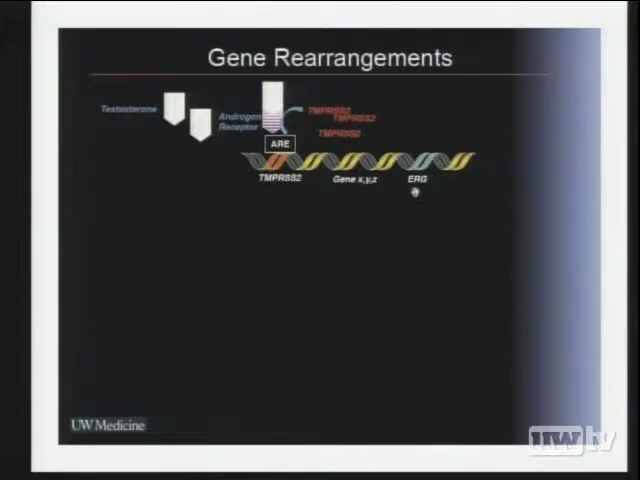 Gene Rearrangements
Testosterone
Androgen
Receptor
TMPRSS2
TMPRSS2
TMPRSS2
ARE
TMPRSS2
Gene x,y,z
ERG
UW Medicine
UW tv